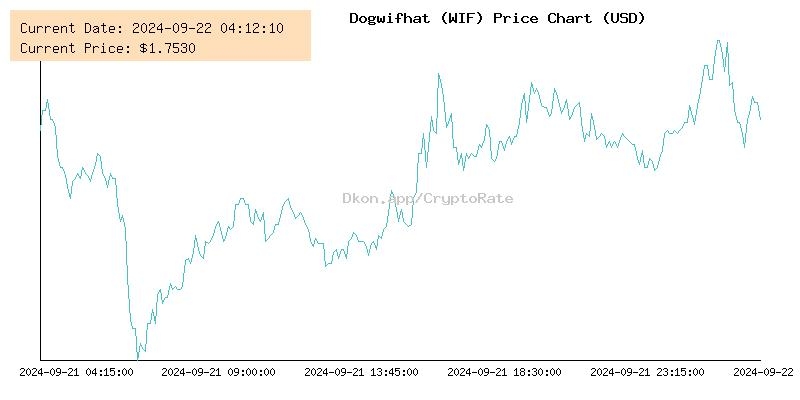 Dogwifhat (WIF) Price Chart (USD)
Current Date: 2024-09-22 04:12:10
Current Price: $1.7530
Dkon.app/CryptoRate
2024-09-21 04:15:00
2024-09-21 09:00:00
2024-09-21 13:45:00
2024-09-21 18:30:00
2024-09-21 23:15:00
2024-09-22